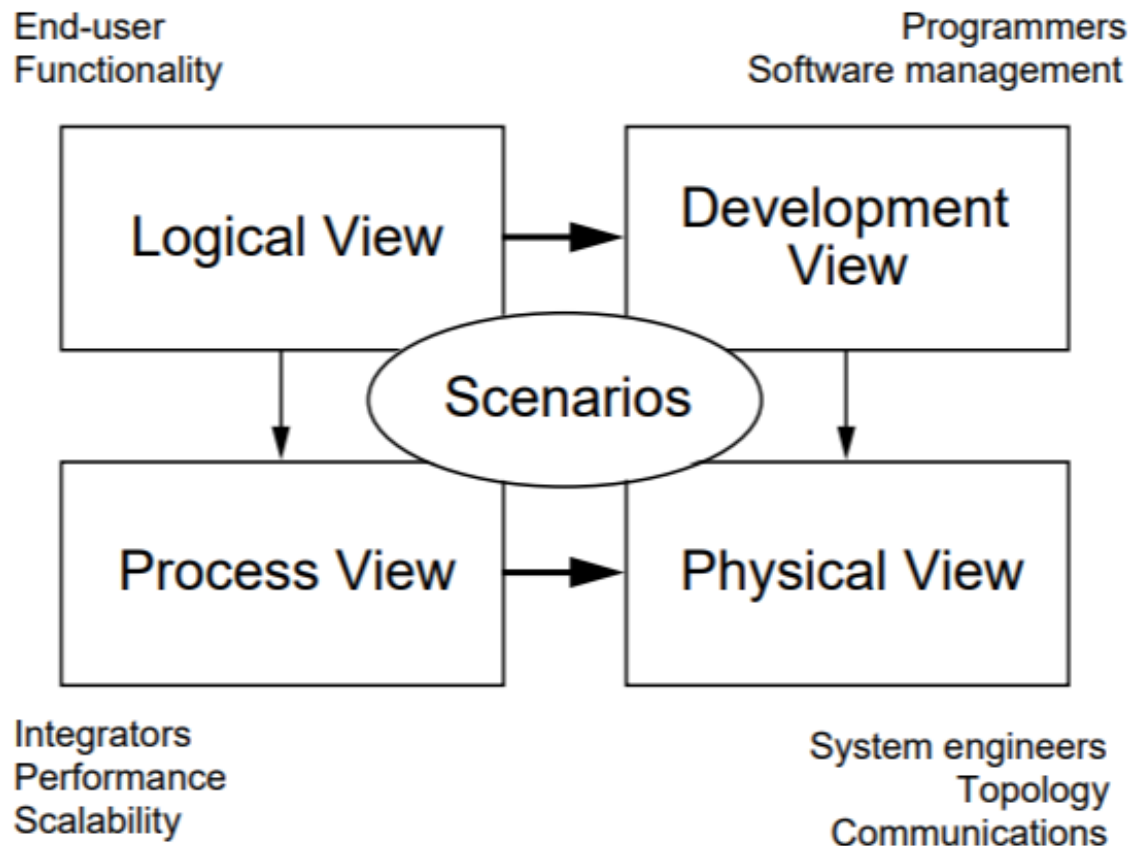 End-user
Functionality
Programmers
Software management
Logical View
Development
View
Scenarios
Process View
Physical View
Integrators
Performance
Scalability
System engineers
Topology
Communications